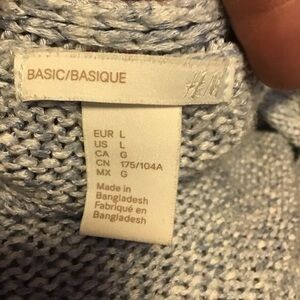 BASIC/BASIQUE
H&M
EUR L
US L
CA G
CN 175/104A
MX G
Made in
Bangladesh
Fabriqué en
Bangladesh